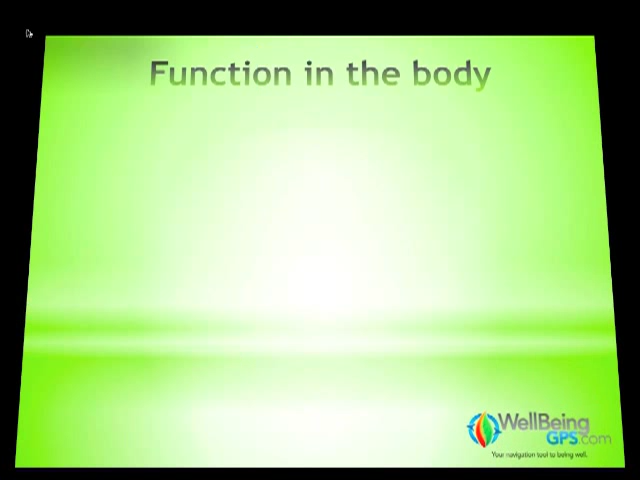 Function in the body
WellBeing
GPS.com
Your navigation tool to being well.